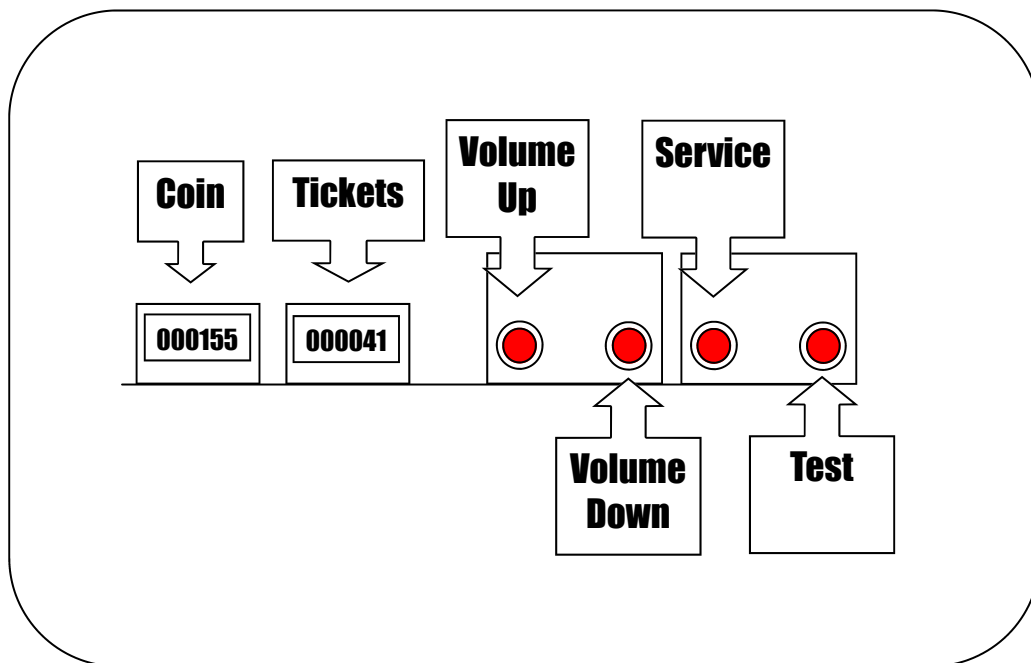 Coin
Tickets
Volume
Up
Service
000155
000041
Volume
Down
Test